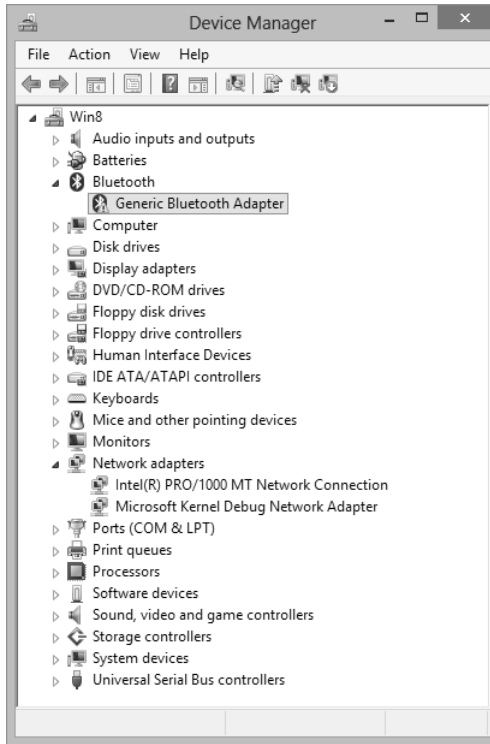 Device Manager
File Action View Help
Win8
Audio inputs and outputs
Batteries
Bluetooth
Generic Bluetooth Adapter
Computer
Disk drives
Display adapters
DVD/CD-ROM drives
Floppy disk drives
Floppy drive controllers
Human Interface Devices
IDE ATA/ATAPI controllers
Keyboards
Mice and other pointing devices
Monitors
Network adapters
Intel(R) PRO/1000 MT Network Connection
Microsoft Kernel Debug Network Adapter
Ports (COM & LPT)
Print queues
Processors
Software devices
Sound, video and game controllers
Storage controllers
System devices
Universal Serial Bus controllers